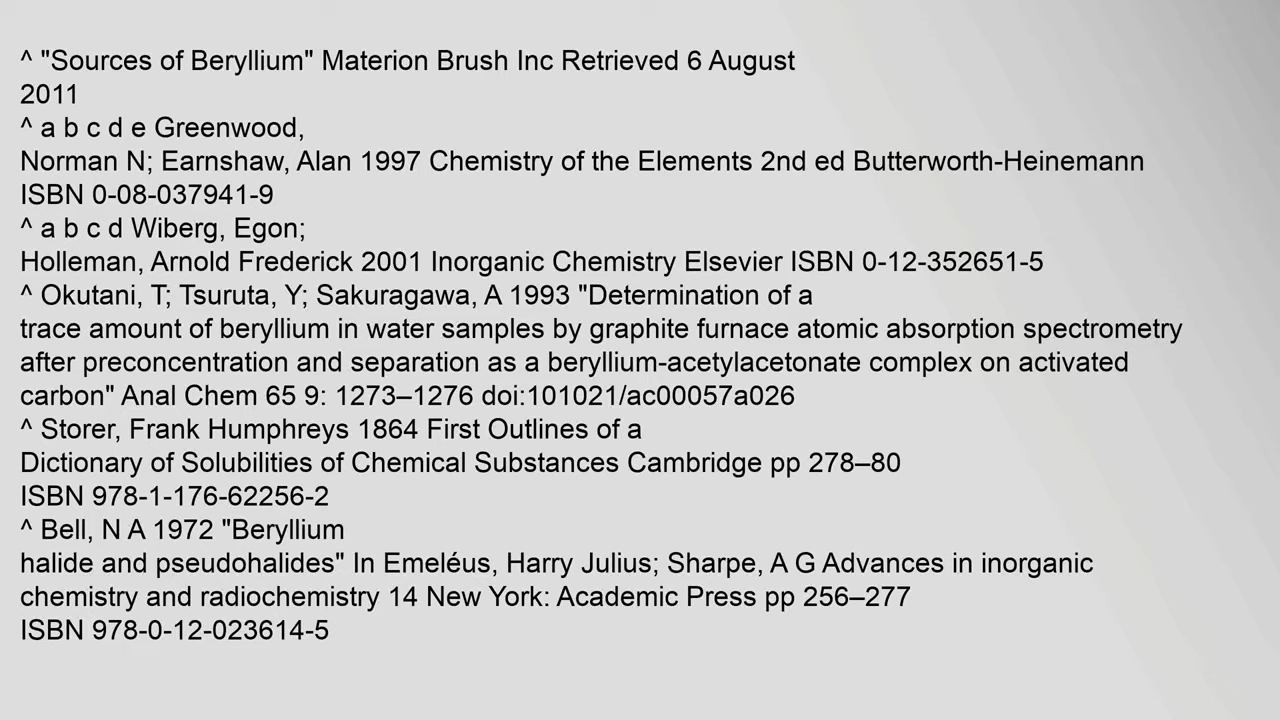 ^ "Sources of Beryllium" Materion Brush Inc Retrieved 6 August
2011
^ a b c d e Greenwood,
Norman N; Earnshaw, Alan 1997 Chemistry of the Elements 2nd ed Butterworth-Heinemann
ISBN 0-08-037941-9
^ a b c d Wiberg, Egon;
Holleman, Arnold Frederick 2001 Inorganic Chemistry Elsevier ISBN 0-12-352651-5
^ Okutani, T; Tsuruta, Y; Sakuragawa, A 1993 "Determination of a
trace amount of beryllium in water samples by graphite furnace atomic absorption spectrometry
after preconcentration and separation as a beryllium-acetylacetonate complex on activated
carbon" Anal Chem 65 9: 1273–1276 doi:101021/ac00057a026
^ Storer, Frank Humphreys 1864 First Outlines of a
Dictionary of Solubilities of Chemical Substances Cambridge pp 278–80
ISBN 978-1-176-62256-2
^ Bell, N A 1972 "Beryllium
halide and pseudohalides" In Emeléus, Harry Julius; Sharpe, A G Advances in inorganic
chemistry and radiochemistry 14 New York: Academic Press pp 256–277
ISBN 978-0-12-023614-5